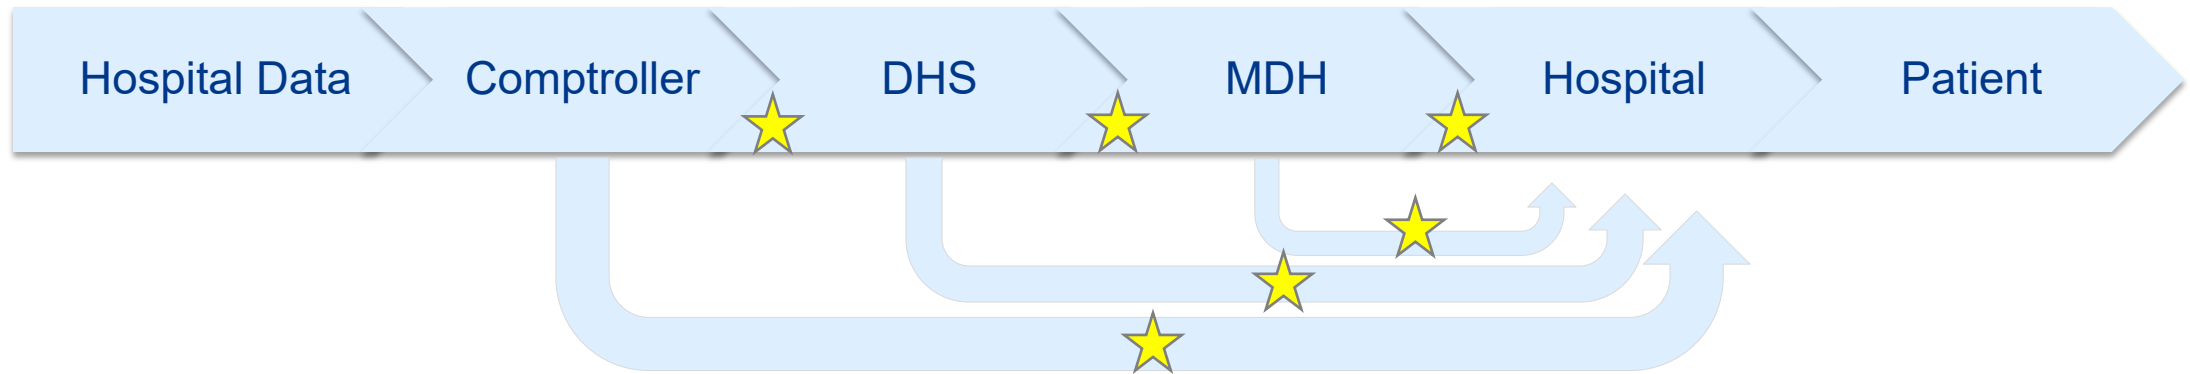 Hospital Data
Comptroller
DHS
MDH
Hospital
Patient